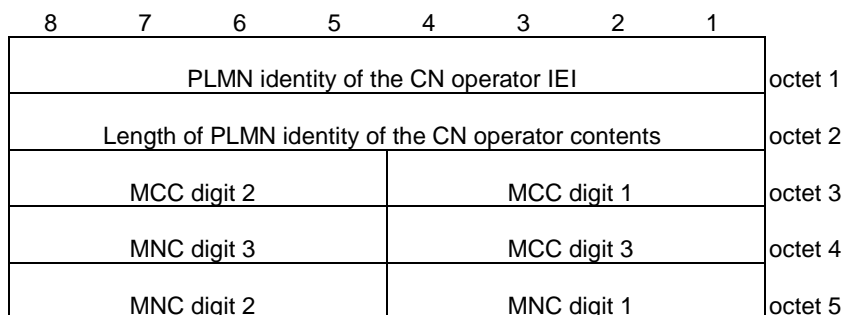 8 7 6 5 4 3 2 1
PLMN identity of the CN operator IEI octet 1
Length of PLMN identity of the CN operator contents octet 2
MCC digit 2 MCC digit 1 octet 3
MNC digit 3 MCC digit 3 octet 4
MNC digit 2 MNC digit 1 octet 5